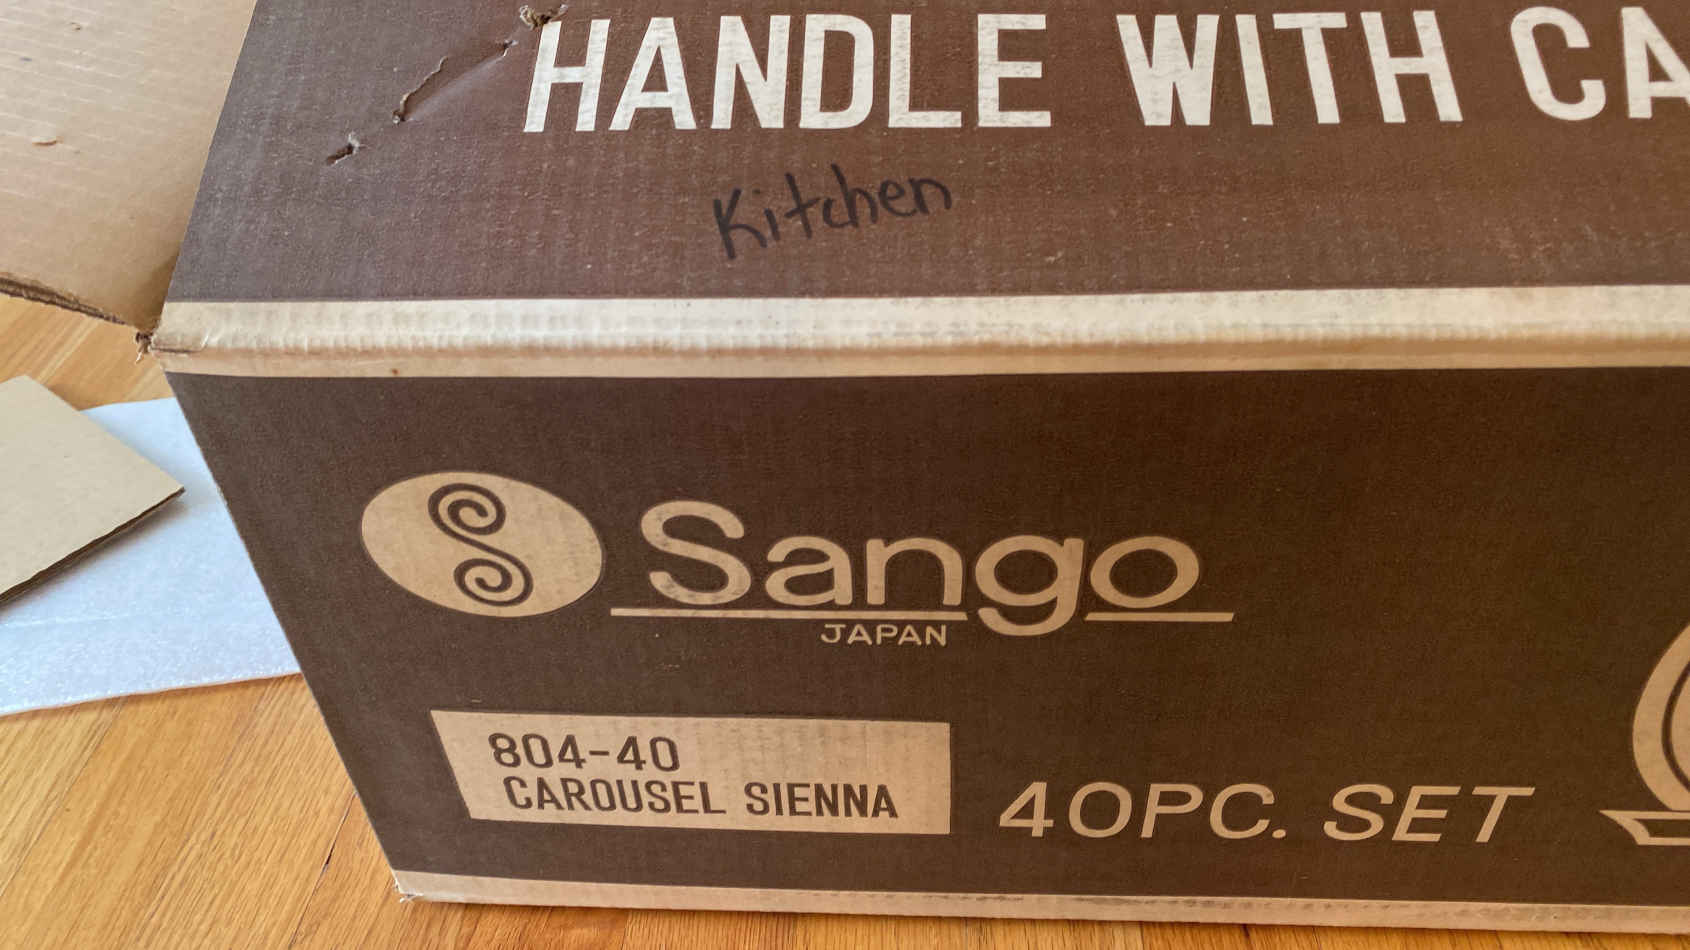 HANDLE WITH CA
Kitchen
Sango
JAPAN
804-40
CAROUSEL SIENNA
40PC. SET